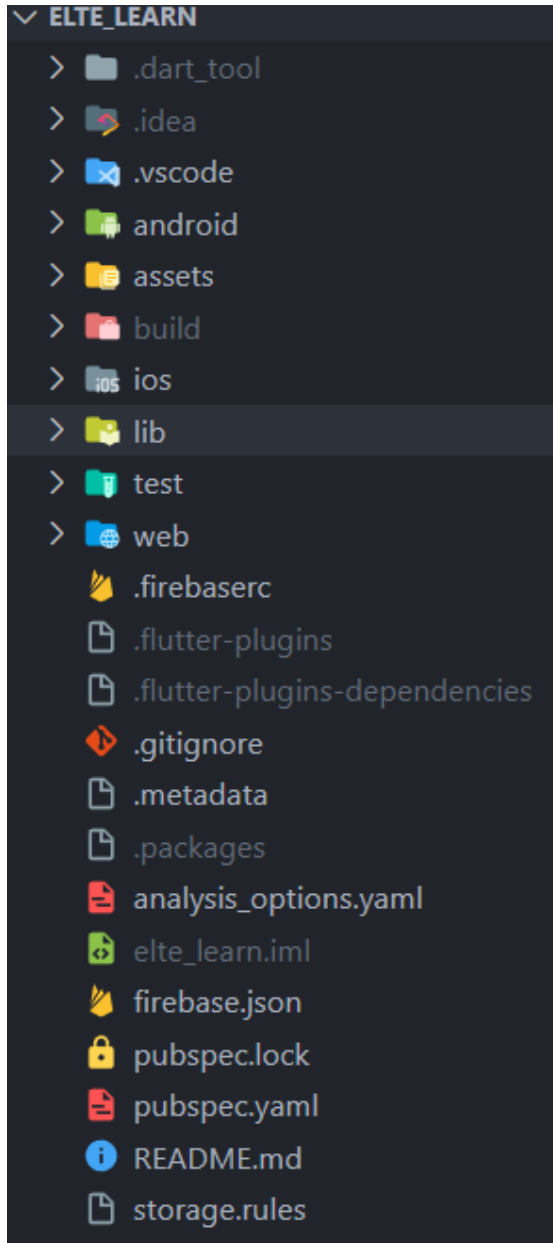 ELTE_LEARN
.dart_tool
.idea
.vscode
android
assets
build
iOS ios
lib
test
web
.firebaserc
.flutter-plugins
.flutter-plugins-dependencies
.gitignore
.metadata
.packages
analysis_options.yaml
elte_learn.iml
firebase.json
pubspec.lock
pubspec.yaml
README.md
storage.rules